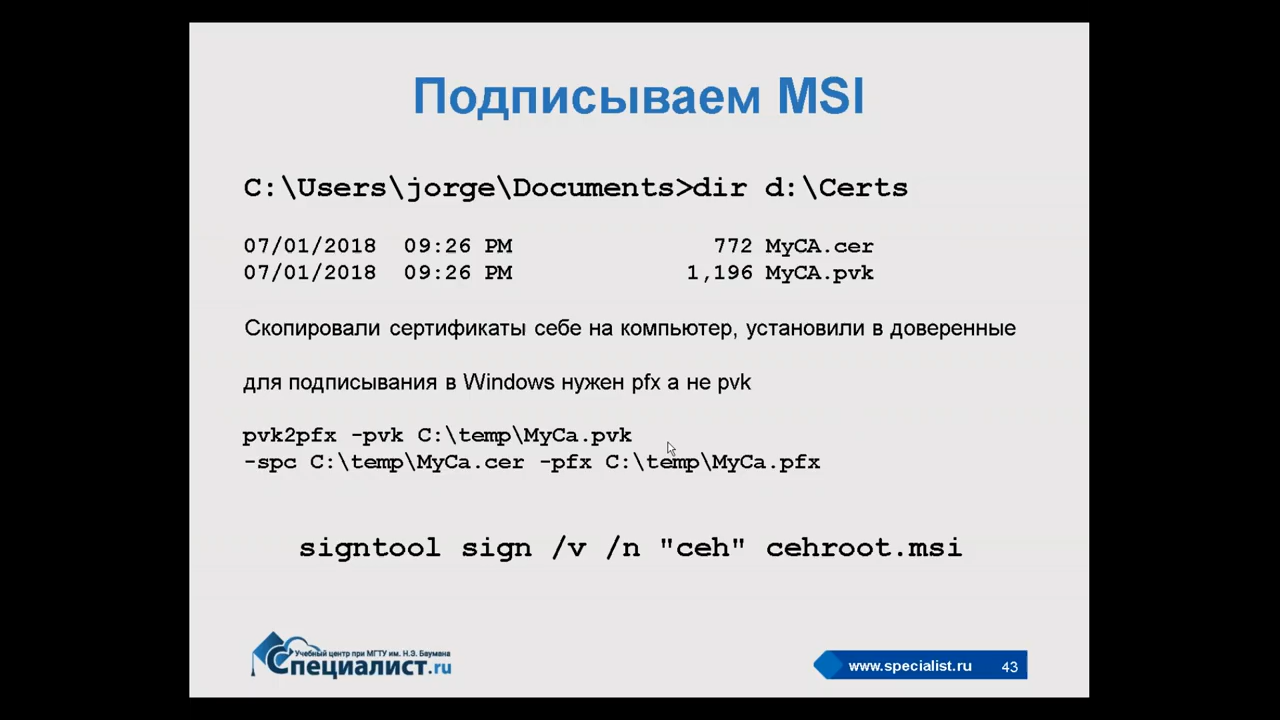 Подписываем MSI
C:\Users\jorge\Documents>dir d:\Certs
07/01/2018 09:26 PM 772 MyCA.cer
07/01/2018 09:26 PM 1,196 MyCA.pvk
Скопировали сертификаты себе на компьютер, установили в доверенные
для подписывания в Windows нужен pfx а не pvk
pvk2pfx -pvk C:\temp\MyCa.pvk
-spc C:\temp\MyCa.cer -pfx C:\temp\MyCa.pfx
signtool sign /v /n "ceh" cehroot.msi
Учебный центр при МГТУ им. Н.Э. Баумана
Специалист.ru
www.specialist.ru 43